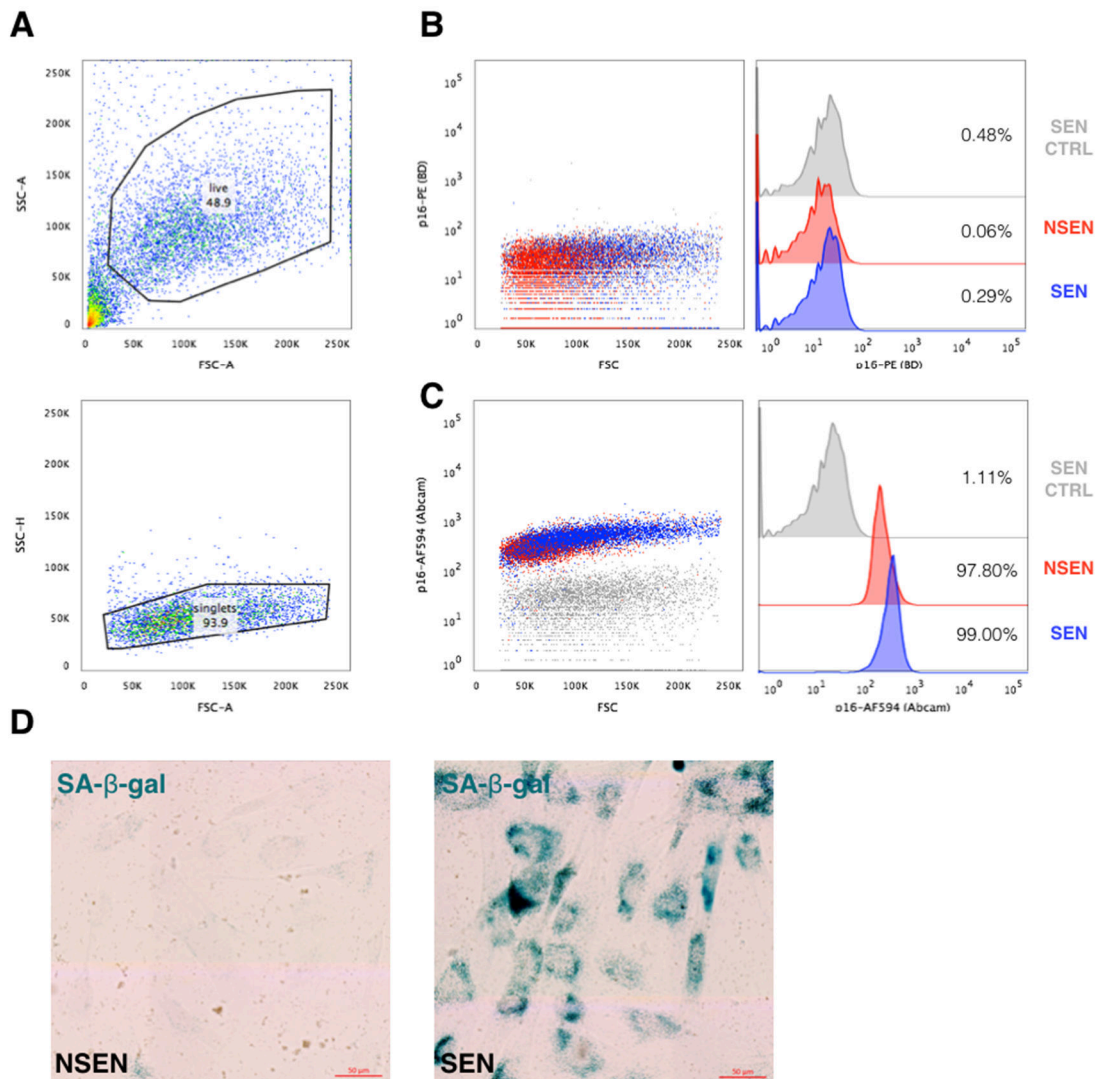 A
250K
200K
150K
100K
50K
0
SSC-A
live
48.9
0 50K 100K 150K 200K 250K
FSC-A
250K
200K
150K
100K
50K
0
SSC-H
singlets
93.9
0 50K 100K 150K 200K 250K
FSC-A
B
10^5
10^4
10^3
10^2
10^1
10^0
p16-PE (BD)
0 50K 100K 150K 200K 250K
FSC
0.48%
SEN
CTRL
0.06%
NSEN
0.29%
SEN
10^0 10^1 10^2 10^3 10^4 10^5
p16-PE (BD)
C
10^5
10^4
10^3
10^2
10^1
10^0
p16-AF594 (Abcam)
0 50K 100K 150K 200K 250K
FSC
1.11%
SEN
CTRL
97.80%
NSEN
99.00%
SEN
10^0 10^1 10^2 10^3 10^4 10^5
p16-AF594 (Abcam)
D
SA-β-gal
NSEN
50 µm
SA-β-gal
SEN
50 µm